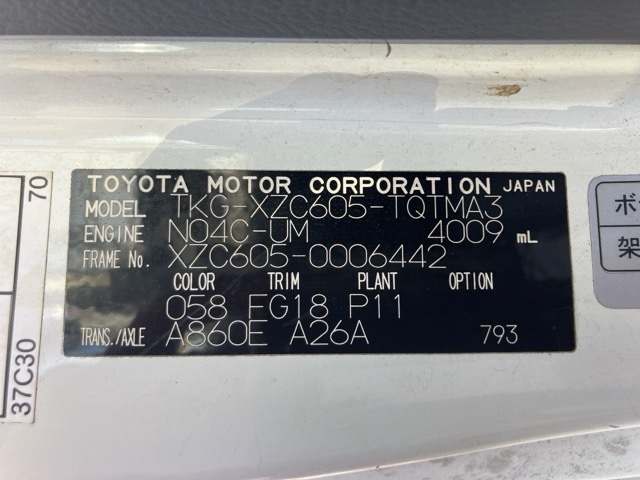 TOYOTA MOTOR CORPORATION JAPAN
MODEL TKG-XZC605-TQTMA3
ENGINE N04C-UM 4009 mL
FRAME No. XZC605-0006442
COLOR TRIM PLANT OPTION
058 FG18 P11
TRANS./AXLE A860E A26A 793
70
37C30
ボ
架